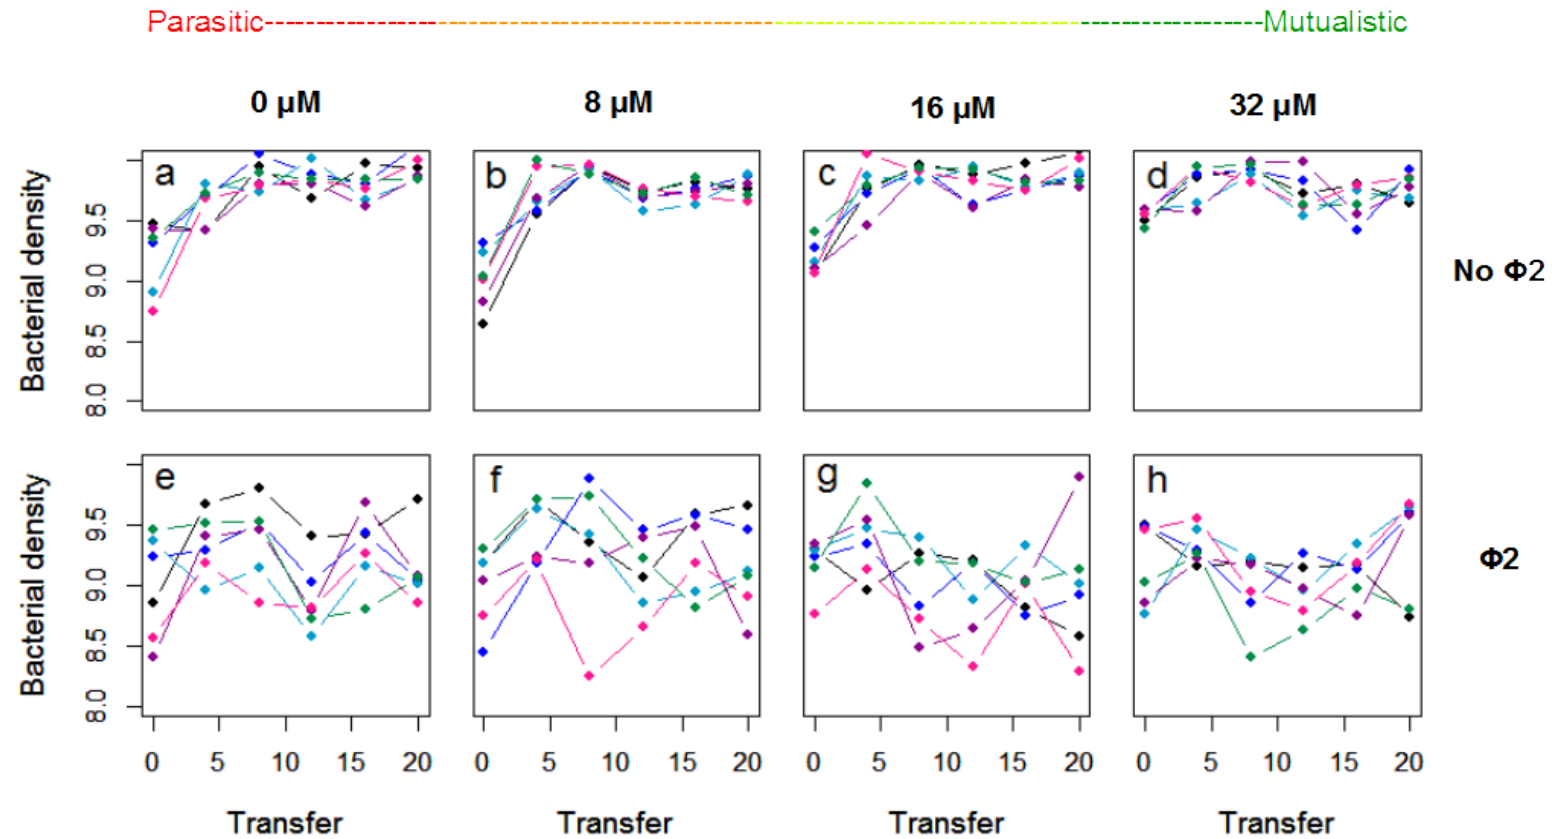 Parasitic--------------------------------------------------------------------------------Mutualistic
0 µM 8 µM 16 µM 32 µM
Bacterial density
8.0 8.5 9.0 9.5
a b c d
No Φ2
Bacterial density
8.0 8.5 9.0 9.5
e f g h
Φ2
0 5 10 15 20 0 5 10 15 20 0 5 10 15 20 0 5 10 15 20
Transfer Transfer Transfer Transfer